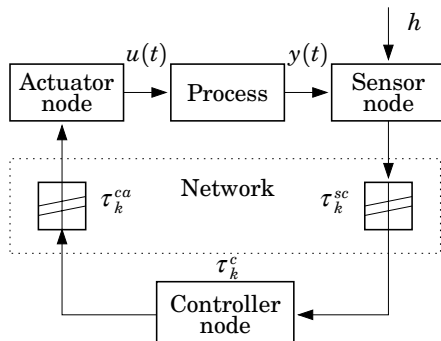 h
u(t)
y(t)
Actuator
node
Process
Sensor
node
Network
τ_k^{ca}
τ_k^{sc}
τ_k^c
Controller
node